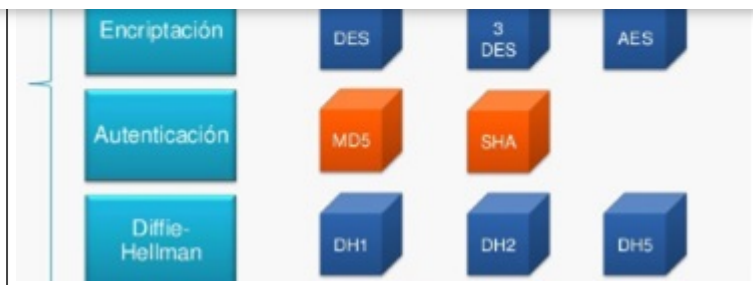 Encriptación
DES
3
DES
AES
Autenticación
MD5
SHA
Diffie-
Hellman
DH1
DH2
DH5